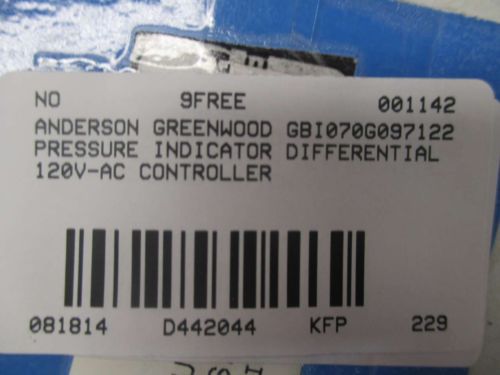 NO 9FREE 001142
ANDERSON GREENWOOD GBI070G097122
PRESSURE INDICATOR DIFFERENTIAL
120V-AC CONTROLLER
081814 D442044 KFP 229